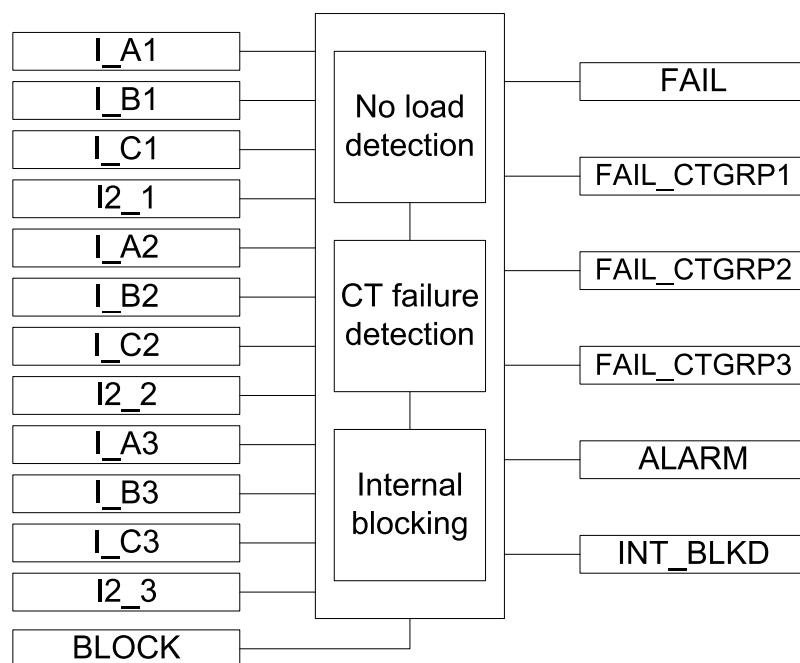 I_A1
I_B1
I_C1
I2_1
I_A2
I_B2
I_C2
I2_2
I_A3
I_B3
I_C3
I2_3
BLOCK
No load
detection
CT failure
detection
Internal
blocking
FAIL
FAIL_CTGRP1
FAIL_CTGRP2
FAIL_CTGRP3
ALARM
INT_BLKD